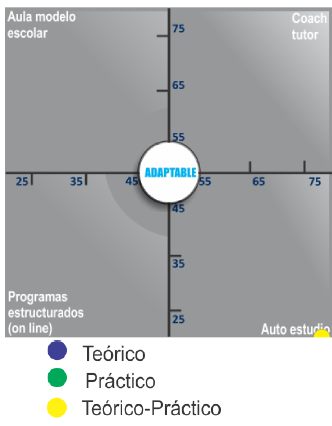 Aula modelo
escolar
Coach
tutor
75
65
55
ADAPTABLE
25 35 45 55 65 75
45
35
25
Programas
estructurados
(on line)
Auto estudio
Teórico
Práctico
Teórico-Práctico